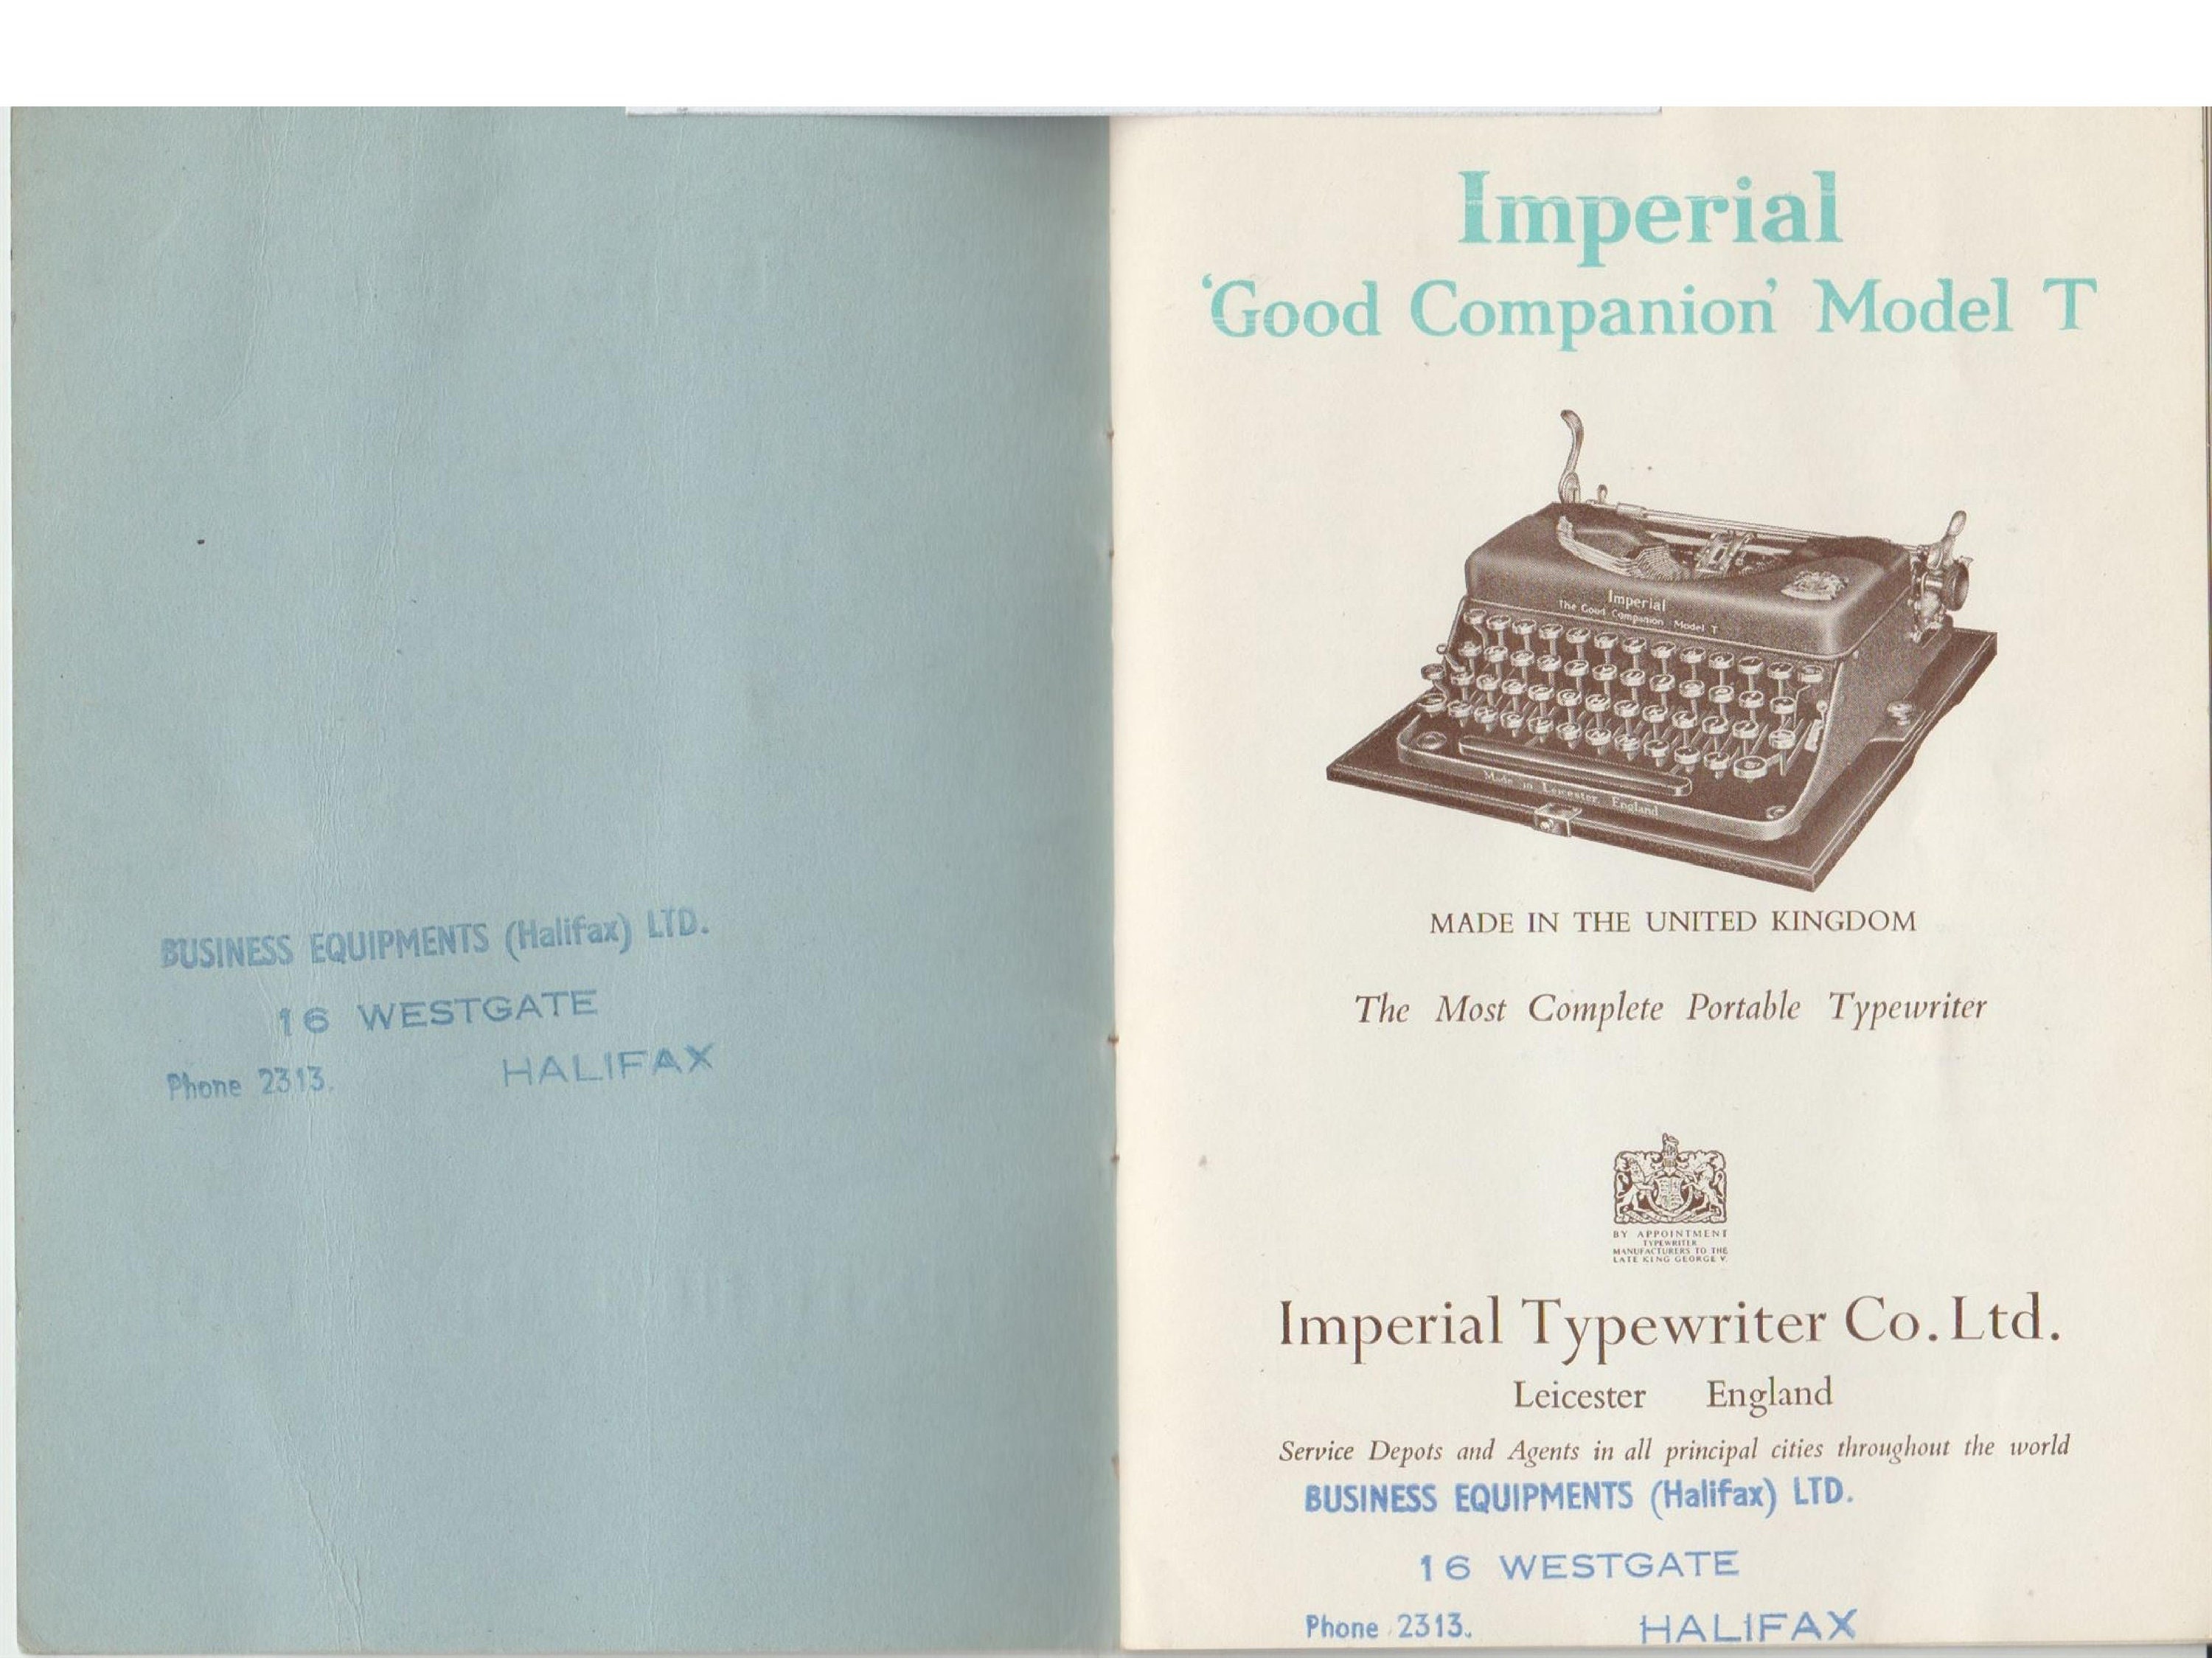 BUSINESS EQUIPMENTS (Halifax) LTD.
16 WESTGATE
Phone 2313. HALIFAX
Imperial
'Good Companion' Model T
Imperial
The Good Companion Model T
Made in Leicester, England
MADE IN THE UNITED KINGDOM
The Most Complete Portable Typewriter
BY APPOINTMENT
TYPEWRITER
MANUFACTURERS TO THE
LATE KING GEORGE V.
Imperial Typewriter Co. Ltd.
Leicester England
Service Depots and Agents in all principal cities throughout the world
BUSINESS EQUIPMENTS (Halifax) LTD.
16 WESTGATE
Phone 2313. HALIFAX